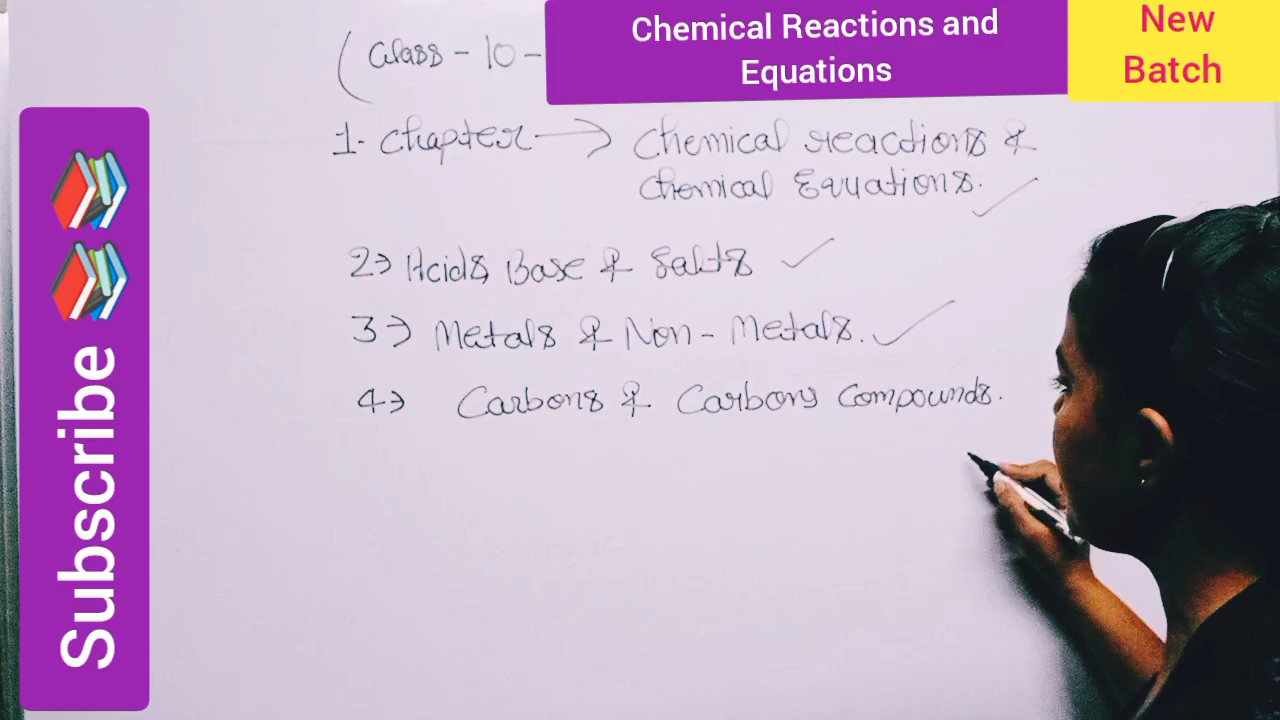 Chemical Reactions and
Equations
New
Batch
Subscribe
(Class - 10 -
1. Chapter → Chemical reactions &
Chemical Equations.
2→ Acids Base & Salts
3→ Metals & Non-Metals.
4→ Carbons & Carbons Compounds.